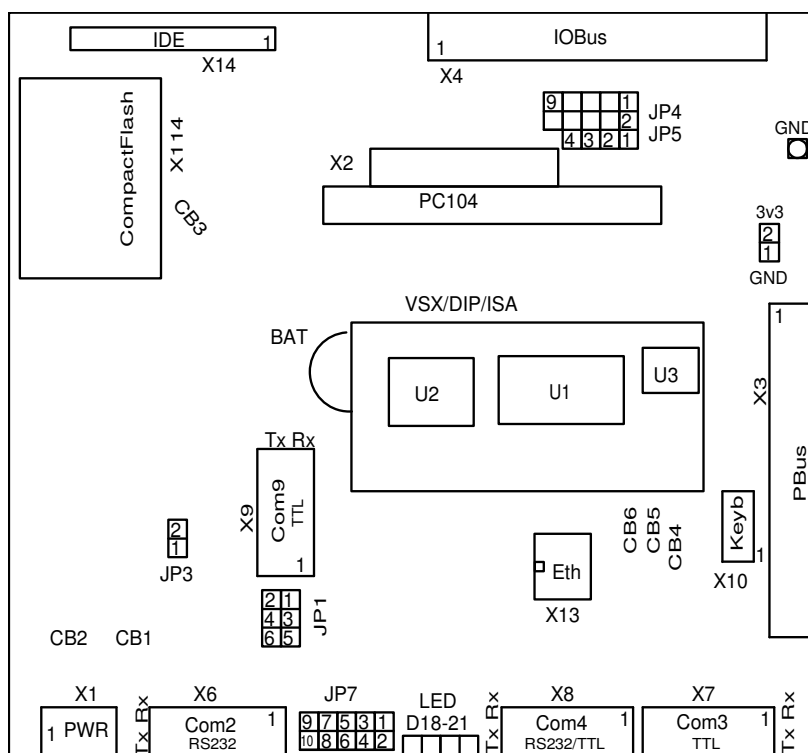 IDE 1
X14
IOBus
1
X4
CompactFlash
X114
CB3
9 1
2
4 3 2 1
JP4
JP5
GND
X2
PC104
3v3
2
1
GND
VSX/DIP/ISA
BAT
U2
U1
U3
1
X3
PBus
Tx Rx
X9
Com9
TTL
1
2
1
JP3
2 1
4 3
6 5
JP1
CB6
CB5
CB4
Keyb
1
X10
Eth
X13
CB2
CB1
X1
1 PWR
Tx Rx
X6
Com2
RS232
1
JP7
9 7 5 3 1
10 8 6 4 2
LED
D18-21
Tx Rx
X8
Com4
RS232/TTL
1
X7
Com3
TTL
1
Tx Rx